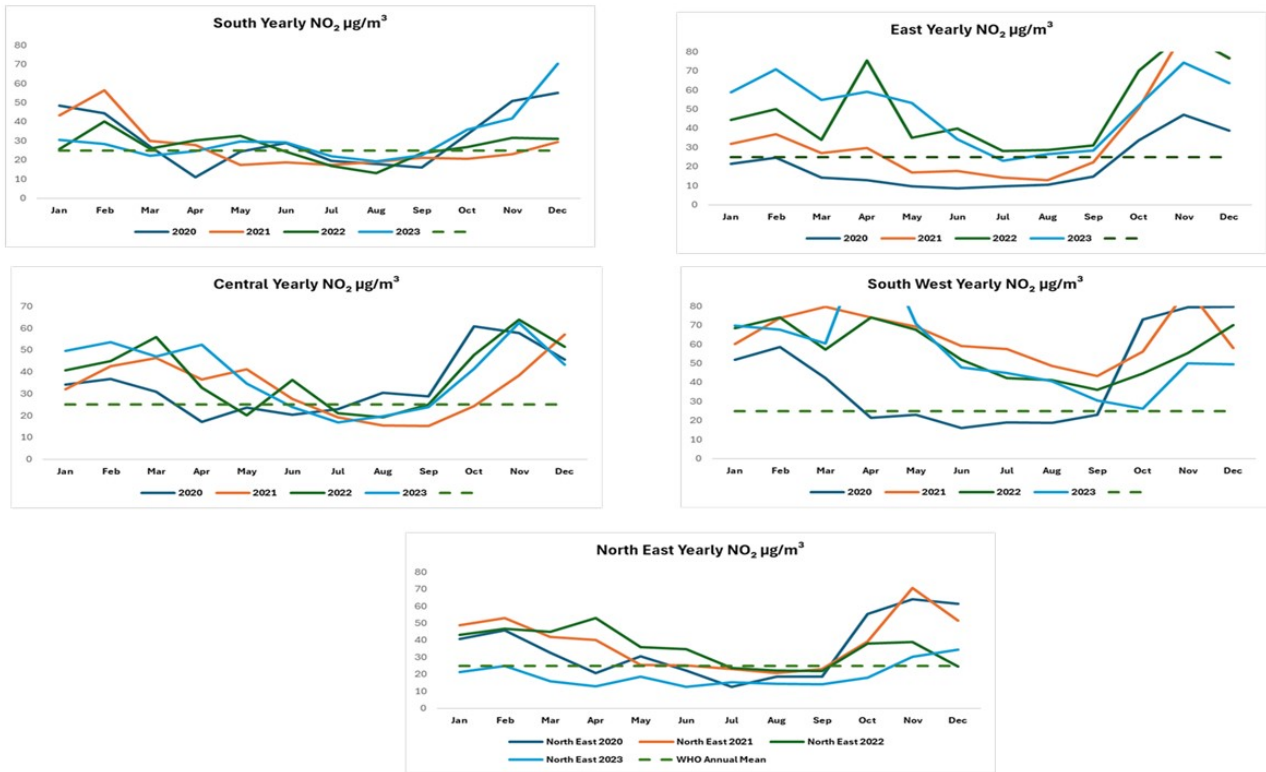 South Yearly NO₂ µg/m³
80
70
60
50
40
30
20
10
0
Jan Feb Mar Apr May Jun Jul Aug Sep Oct Nov Dec
2020 2021 2022 2023
East Yearly NO₂ µg/m³
80
70
60
50
40
30
20
10
0
Jan Feb Mar Apr May Jun Jul Aug Sep Oct Nov Dec
2020 2021 2022 2023
Central Yearly NO₂ µg/m³
70
60
50
40
30
20
10
0
Jan Feb Mar Apr May Jun Jul Aug Sep Oct Nov Dec
2020 2021 2022 2023
South West Yearly NO₂ µg/m³
80
70
60
50
40
30
20
10
0
Jan Feb Mar Apr May Jun Jul Aug Sep Oct Nov Dec
2020 2021 2022 2023
North East Yearly NO₂ µg/m³
80
70
60
50
40
30
20
10
0
Jan Feb Mar Apr May Jun Jul Aug Sep Oct Nov Dec
North East 2020 North East 2021 North East 2022
North East 2023 WHO Annual Mean